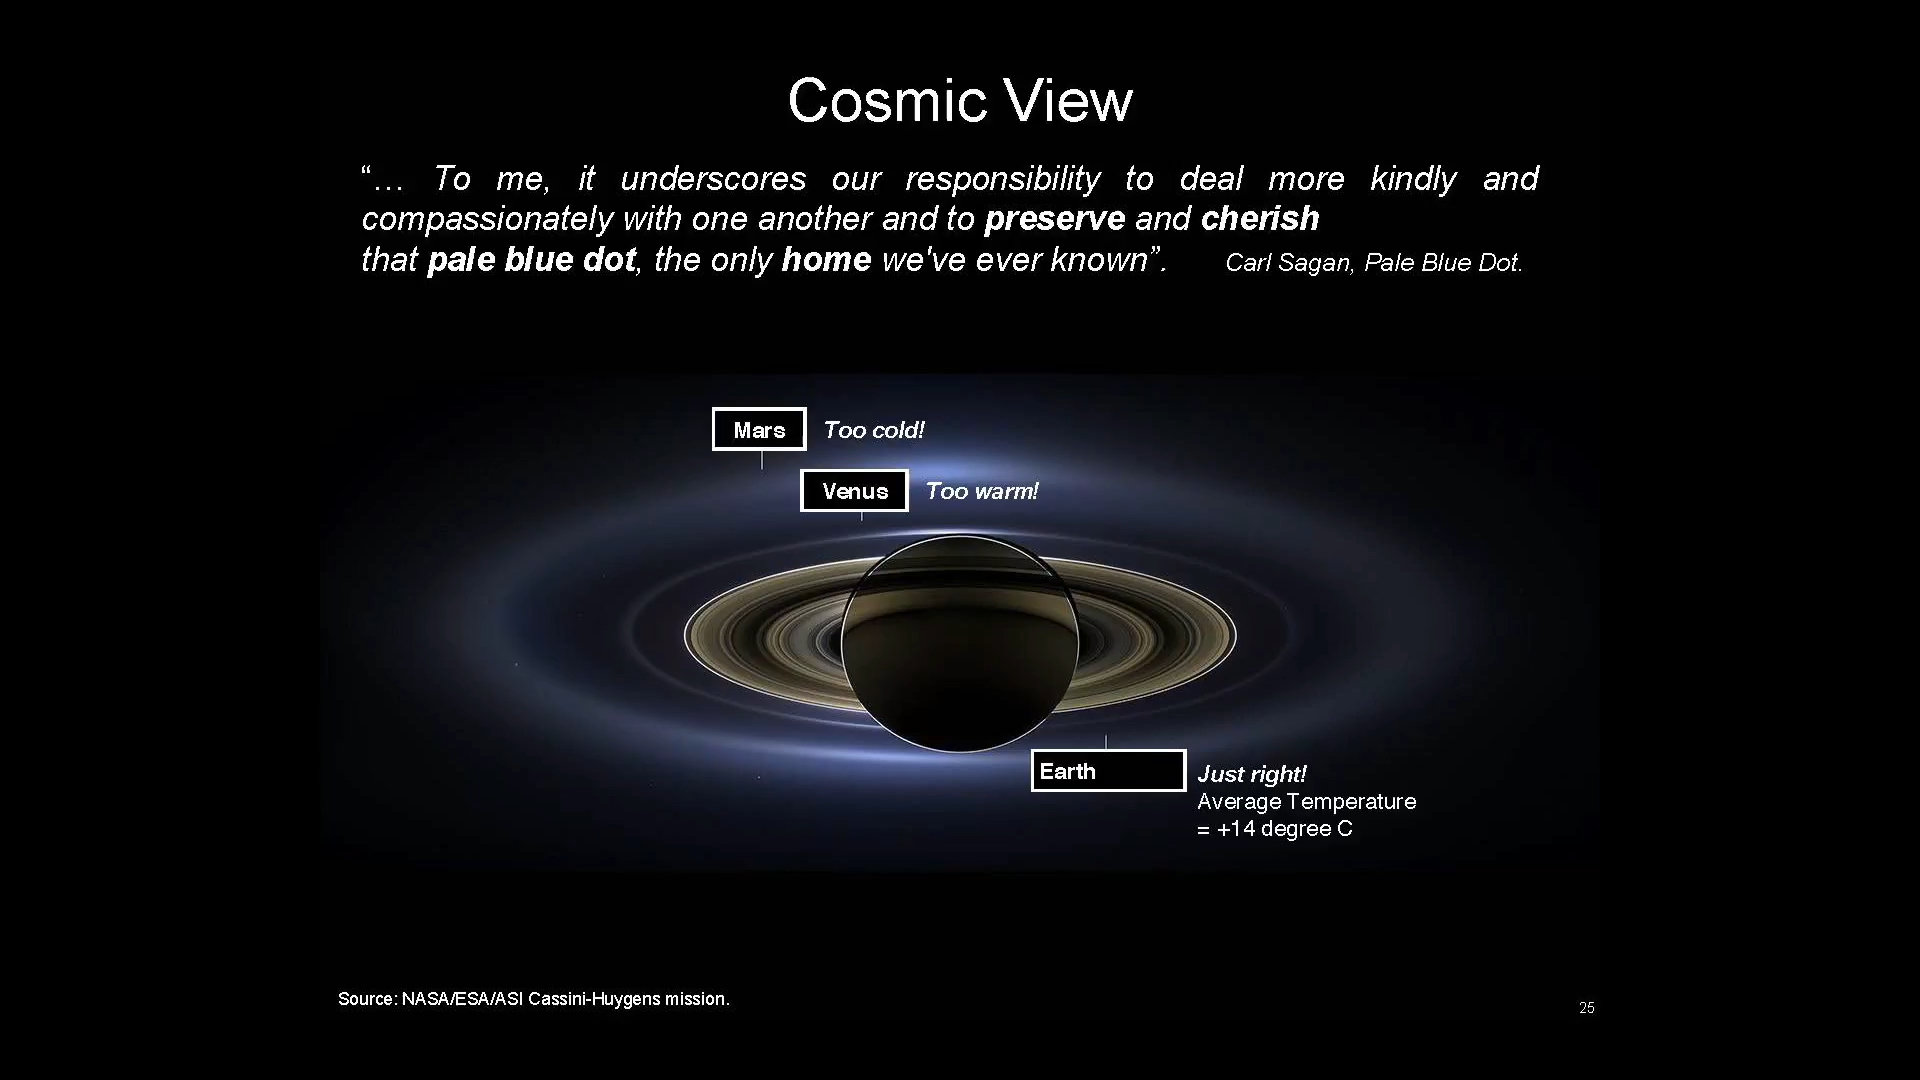 Cosmic View
“… To me, it underscores our responsibility to deal more kindly and
compassionately with one another and to preserve and cherish
that pale blue dot, the only home we've ever known”. Carl Sagan, Pale Blue Dot.
Mars Too cold!
Venus Too warm!
Earth Just right!
Average Temperature
= +14 degree C
Source: NASA/ESA/ASI Cassini-Huygens mission.
25